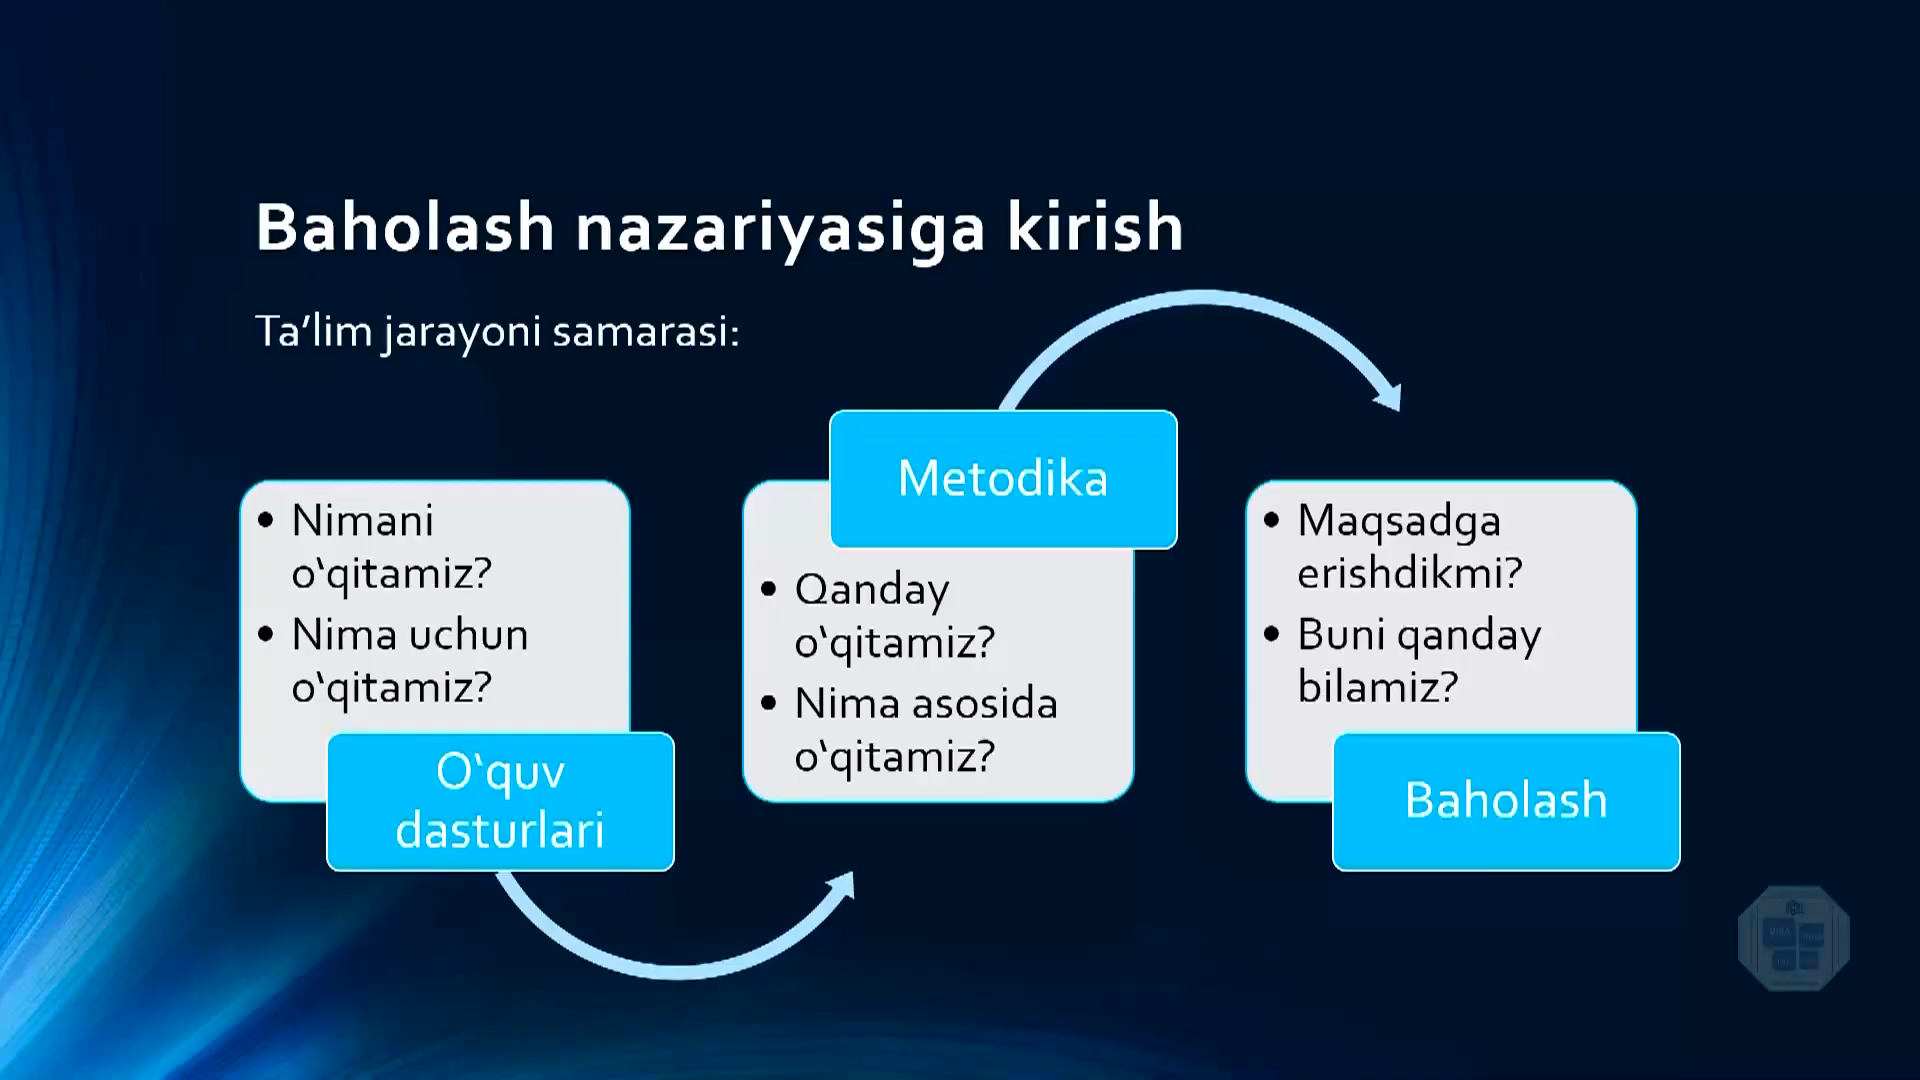 Baholash nazariyasiga kirish
Ta’lim jarayoni samarasi:
• Nimani
o‘qitamiz?
• Nima uchun
o‘qitamiz?
O‘quv
dasturlari
Metodika
• Qanday
o‘qitamiz?
• Nima asosida
o‘qitamiz?
• Maqsadga
erishdikmi?
• Buni qanday
bilamiz?
Baholash